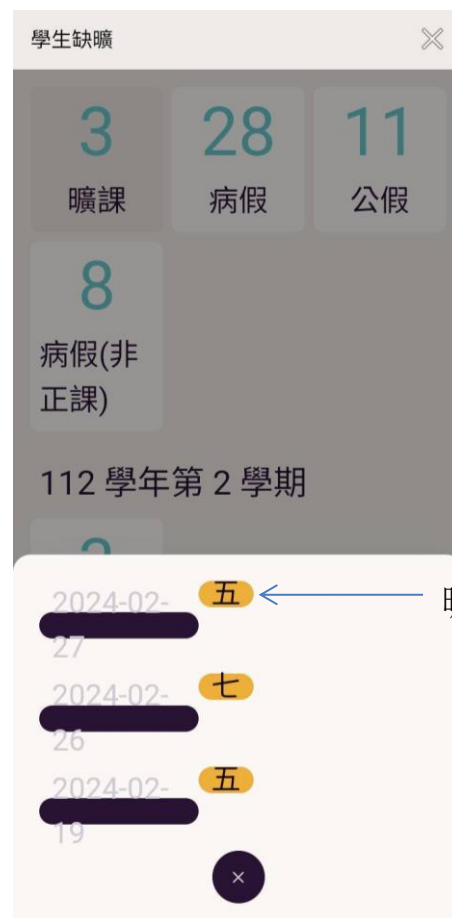 學生缺曠
3 28 11
曠課 病假 公假
8
病假(非
正課)
112 學年第 2 學期
2024-02- 五
27
2024-02- 七
26
2024-02- 五
19